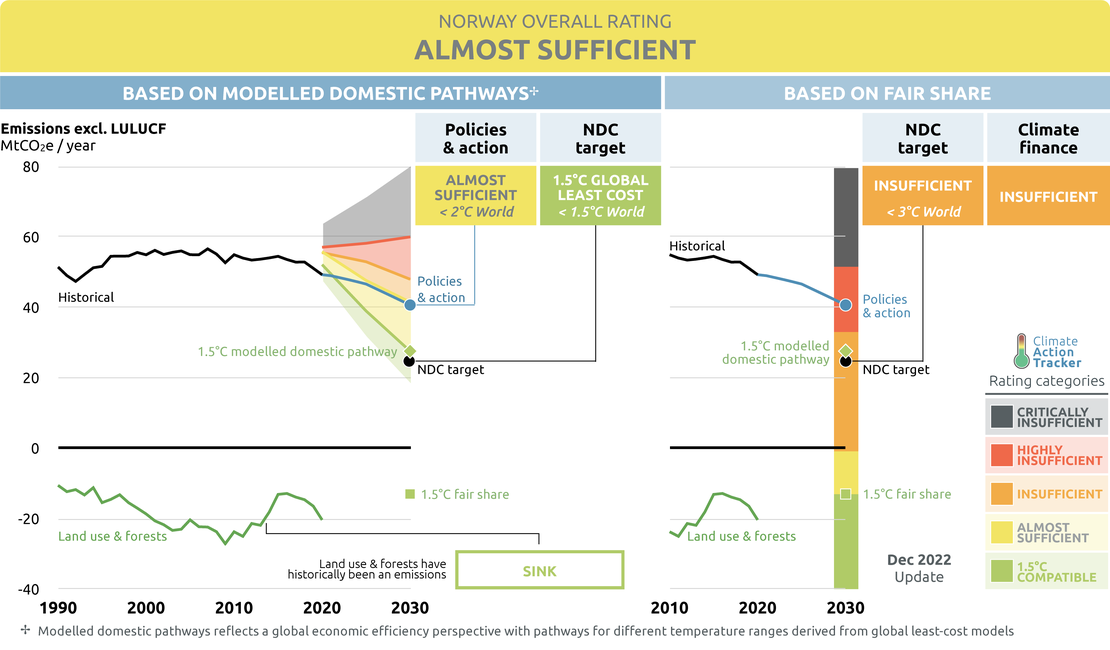 NORWAY OVERALL RATING
ALMOST SUFFICIENT
BASED ON MODELLED DOMESTIC PATHWAYS✢
BASED ON FAIR SHARE
Emissions excl. LULUCF
MtCO₂e / year
Policies
& action
NDC
target
NDC
target
Climate
finance
ALMOST
SUFFICIENT
< 2°C World
1.5°C GLOBAL
LEAST COST
< 1.5°C World
INSUFFICIENT
< 3°C World
INSUFFICIENT
80
60
40
20
0
-20
-40
Historical
Policies
& action
1.5°C modelled domestic pathway
NDC target
1.5°C fair share
Land use & forests
Land use & forests have
historically been an emissions
SINK
1990
2000
2010
2020
2030
Historical
Policies
& action
1.5°C modelled
domestic pathway
NDC target
1.5°C fair share
Land use & forests
2010
2020
2030
Dec 2022
Update
Climate
Action
Tracker
Rating categories
CRITICALLY
INSUFFICIENT
HIGHLY
INSUFFICIENT
INSUFFICIENT
ALMOST
SUFFICIENT
1.5°C
COMPATIBLE
✢ Modelled domestic pathways reflects a global economic efficiency perspective with pathways for different temperature ranges derived from global least-cost models